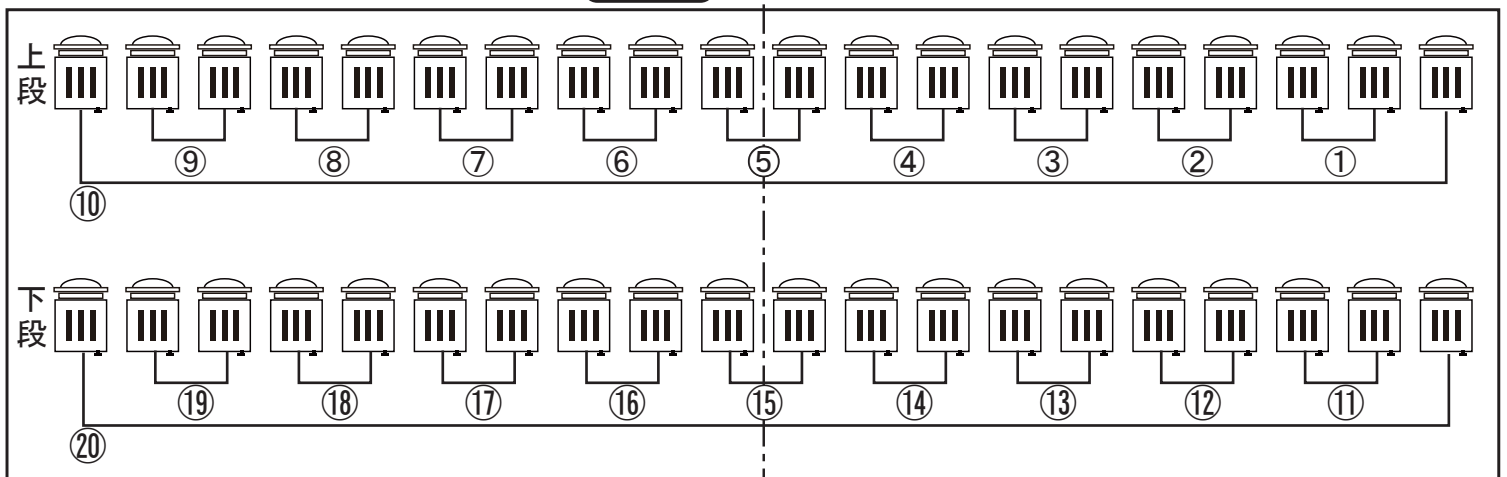 上段
⑨ ⑧ ⑦ ⑥ ⑤ ④ ③ ② ①
⑩
下段
⑲ ⑱ ⑰ ⑯ ⑮ ⑭ ⑬ ⑫ ⑪
⑳